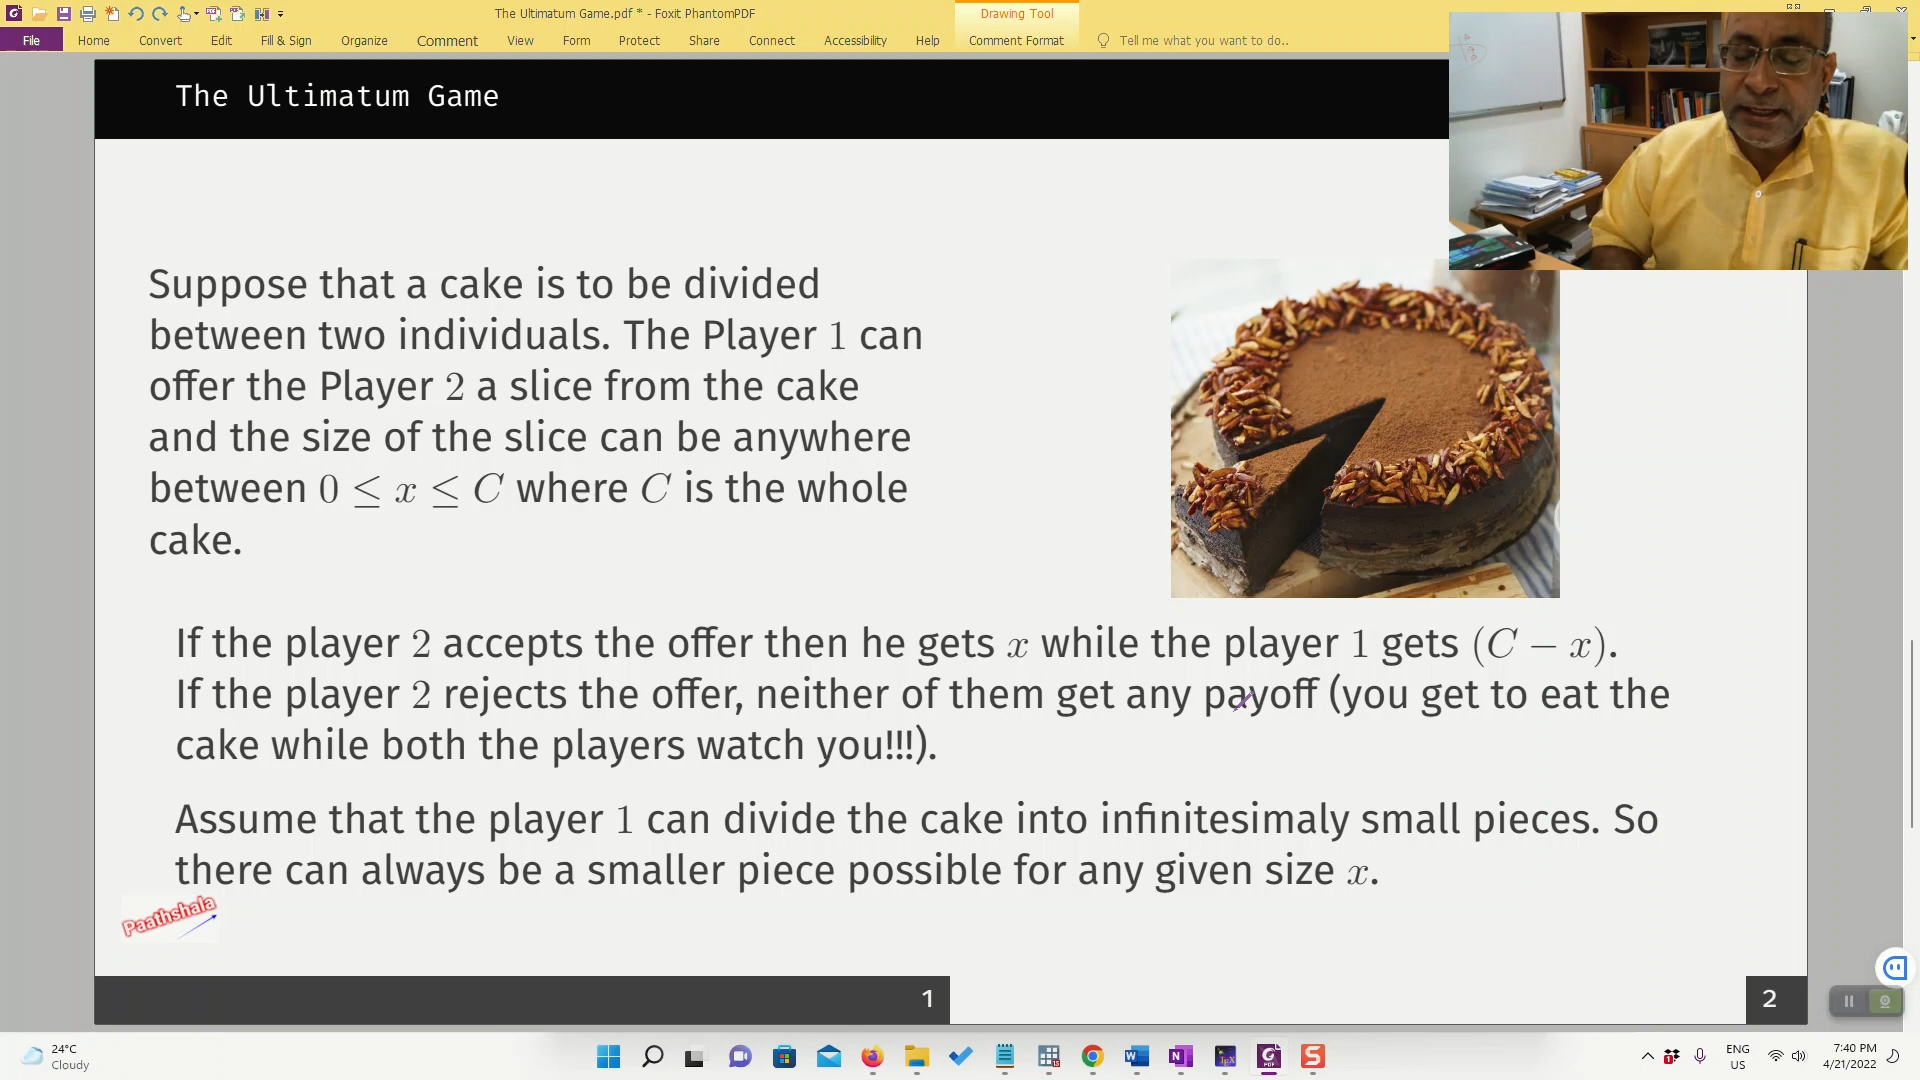 The Ultimatum Game.pdf * - Foxit PhantomPDF
Drawing Tool
File Home Convert Edit Fill & Sign Organize Comment View Form Protect Share Connect Accessibility Help Comment Format Tell me what you want to do..
The Ultimatum Game
Suppose that a cake is to be divided
between two individuals. The Player 1 can
offer the Player 2 a slice from the cake
and the size of the slice can be anywhere
between 0 ≤ x ≤ C where C is the whole
cake.
If the player 2 accepts the offer then he gets x while the player 1 gets (C − x).
If the player 2 rejects the offer, neither of them get any payoff (you get to eat the
cake while both the players watch you!!!).
Assume that the player 1 can divide the cake into infinitesimaly small pieces. So
there can always be a smaller piece possible for any given size x.
Paathshala
1
2
24°C
Cloudy
ENG
US
7:40 PM
4/21/2022